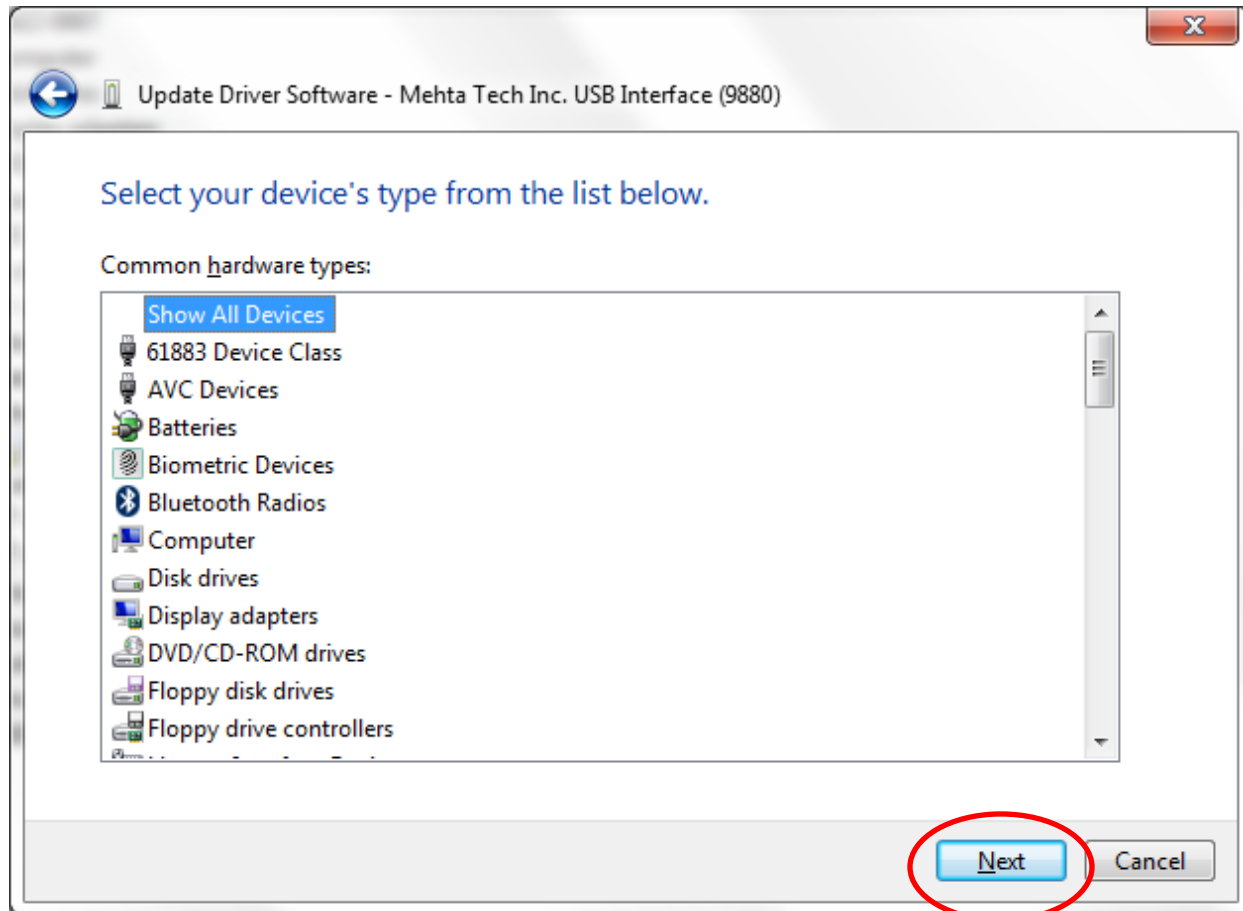 Update Driver Software - Mehta Tech Inc. USB Interface (9880)
Select your device's type from the list below.
Common hardware types:
Show All Devices
61883 Device Class
AVC Devices
Batteries
Biometric Devices
Bluetooth Radios
Computer
Disk drives
Display adapters
DVD/CD-ROM drives
Floppy disk drives
Floppy drive controllers
Next Cancel